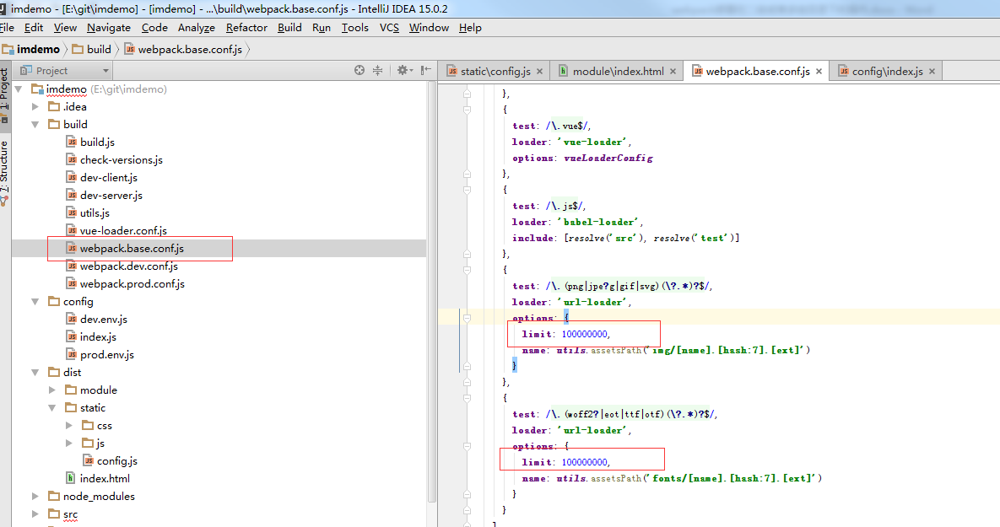 imdemo - [E:\git\imdemo] - [imdemo] - ...\build\webpack.base.conf.js - IntelliJ IDEA 15.0.2
File Edit View Navigate Code Analyze Refactor Build Run Tools VCS Window Help
imdemo build webpack.base.conf.js
Project
static\config.js module\index.html webpack.base.conf.js config\index.js
1: Project
7: Structure
imdemo (E:\git\imdemo)
.idea
build
build.js
check-versions.js
dev-client.js
dev-server.js
utils.js
vue-loader.conf.js
webpack.base.conf.js
webpack.dev.conf.js
webpack.prod.conf.js
config
dev.env.js
index.js
prod.env.js
dist
module
static
css
js
config.js
index.html
node_modules
src
},
{
test: /\.vue$/,
loader: 'vue-loader',
options: vueLoaderConfig
},
{
test: /\.js$/,
loader: 'babel-loader',
include: [resolve('src'), resolve('test')]
},
{
test: /\.(png|jpe?g|gif|svg)(\?.*)?$/,
loader: 'url-loader',
options: {
limit: 100000000,
name: utils.assetsPath('img/[name].[hash:7].[ext]')
}
},
{
test: /\.(woff2?|eot|ttf|otf)(\?.*)?$/,
loader: 'url-loader',
options: {
limit: 100000000,
name: utils.assetsPath('fonts/[name].[hash:7].[ext]')
}
}
]